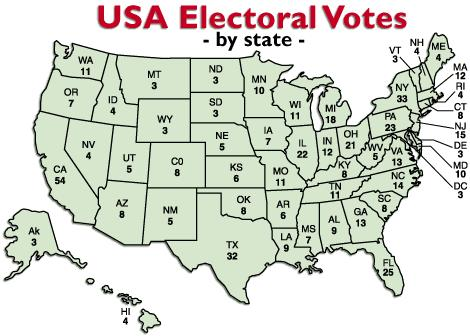 USA Electoral Votes
- by state -
WA
11
OR
7
CA
54
NV
4
ID
4
MT
3
WY
3
UT
5
AZ
8
C0
8
NM
5
ND
3
SD
3
NE
5
KS
6
OK
8
TX
32
MN
10
IA
7
MO
11
AR
6
LA
9
WI
11
IL
22
MI
18
IN
12
OH
21
KY
8
TN
11
MS
7
AL
9
GA
13
FL
25
SC
8
NC
14
VA
13
WV
5
PA
23
NY
33
VT
3
NH
4
ME
4
MA
12
RI
4
CT
8
NJ
15
DE
3
MD
10
DC
3
Ak
3
HI
4